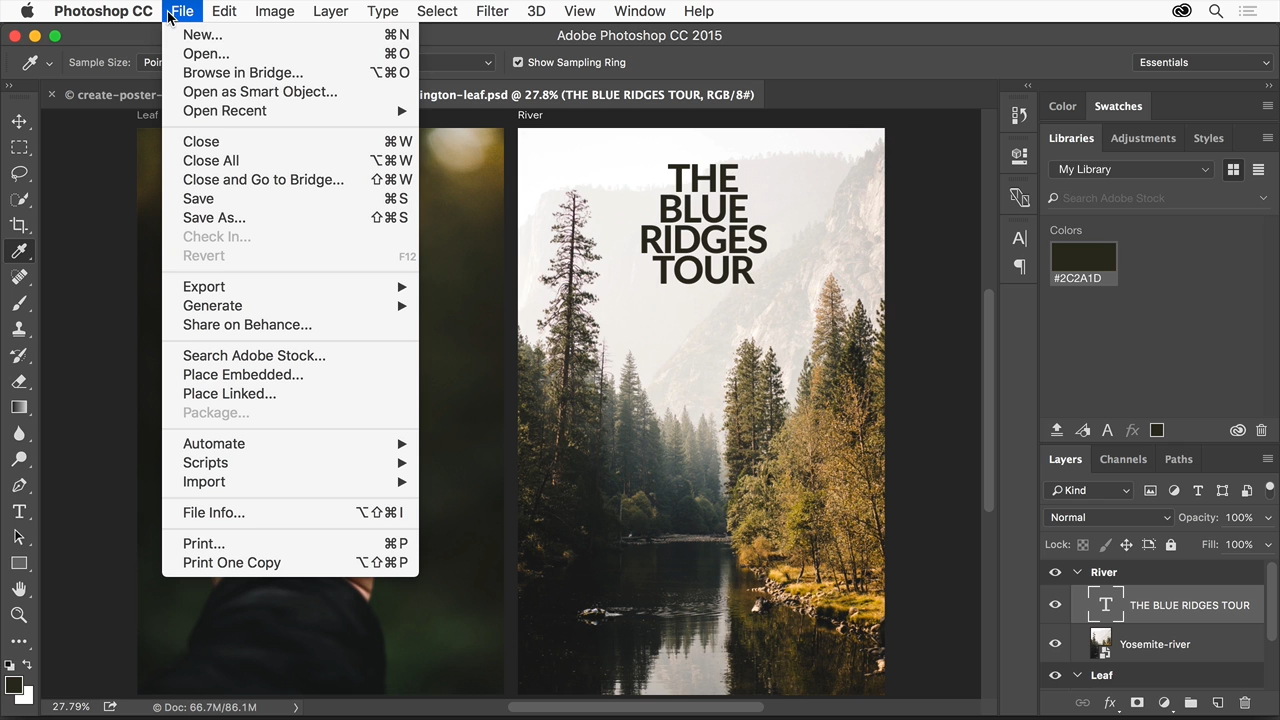 Photoshop CC File Edit Image Layer Type Select Filter 3D View Window Help
Adobe Photoshop CC 2015
Sample Size: Poin
Show Sampling Ring
Essentials
© create-poster-
ington-leaf.psd @ 27.8% (THE BLUE RIDGES TOUR, RGB/8#)
New... ⌘N
Open... ⌘O
Browse in Bridge... ⌥⌘O
Open as Smart Object...
Open Recent
Close ⌘W
Close All ⌥⌘W
Close and Go to Bridge... ⇧⌘W
Save ⌘S
Save As... ⇧⌘S
Check In...
Revert F12
Export
Generate
Share on Behance...
Search Adobe Stock...
Place Embedded...
Place Linked...
Package...
Automate
Scripts
Import
File Info... ⌥⇧⌘I
Print... ⌘P
Print One Copy ⌥⇧⌘P
Leaf
River
THE
BLUE
RIDGES
TOUR
Color Swatches
Libraries Adjustments Styles
My Library
Search Adobe Stock
Colors
#2C2A1D
Layers Channels Paths
Kind
Normal Opacity: 100%
Lock: Fill: 100%
River
THE BLUE RIDGES TOUR
Yosemite-river
Leaf
27.79% © Doc: 66.7M/86.1M